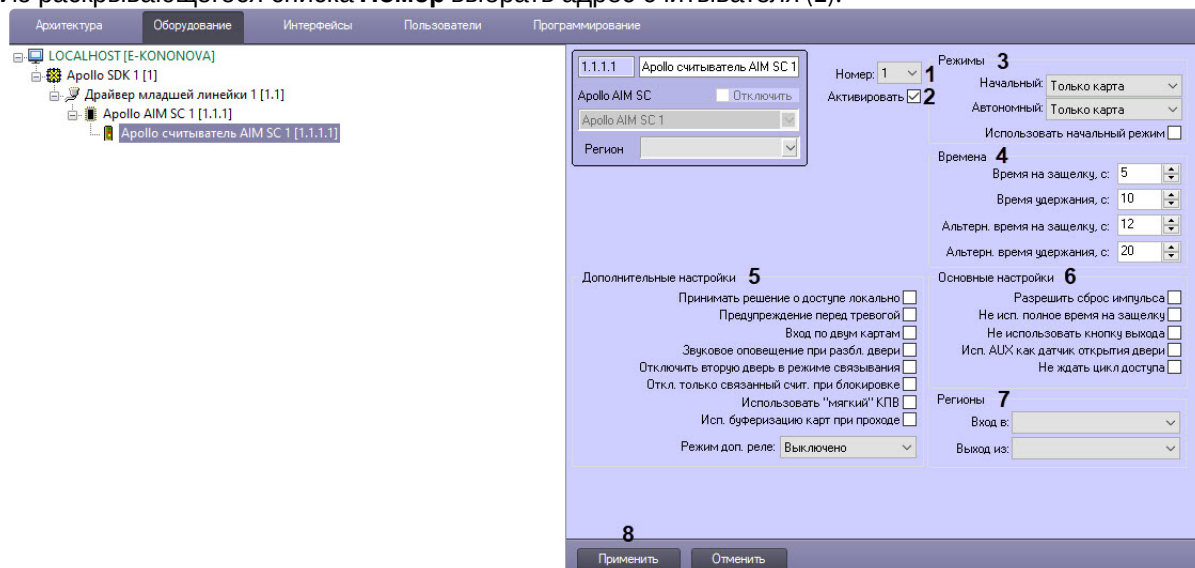 Из раскрывающегося списка Номер выбрать адрес считывателя (1).
Архитектура Оборудование Интерфейсы Пользователи Программирование
LOCALHOST [E-KONONOVA]
Apollo SDK 1 [1]
Драйвер младшей линейки 1 [1.1]
Apollo AIM SC 1 [1.1.1]
Apollo считыватель AIM SC 1 [1.1.1.1]
1.1.1.1 Apollo считыватель AIM SC 1
Apollo AIM SC Отключить
Apollo AIM SC 1
Регион
Номер: 1 1
Активировать 2
Режимы 3
Начальный: Только карта
Автономный: Только карта
Использовать начальный режим
Времена 4
Время на защелку, с: 5
Время удержания, с: 10
Альтерн. время на защелку, с: 12
Альтерн. время удержания, с: 20
Дополнительные настройки 5
Принимать решение о доступе локально
Предупреждение перед тревогой
Вход по двум картам
Звуковое оповещение при разбл. двери
Отключить вторую дверь в режиме связывания
Откл. только связанный счит. при блокировке
Использовать "мягкий" КПВ
Исп. буферизацию карт при проходе
Режим доп. реле: Выключено
Основные настройки 6
Разрешить сброс импульса
Не исп. полное время на защелку
Не использовать кнопку выхода
Исп. AUX как датчик открытия двери
Не ждать цикл доступа
Регионы 7
Вход в:
Выход из:
8
Применить Отменить